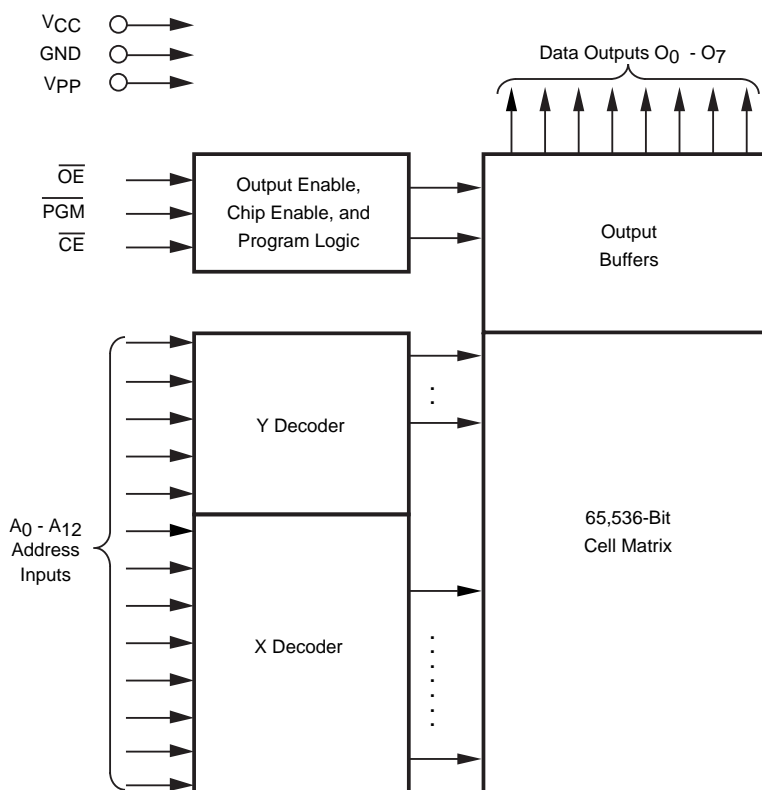 VCC
GND
VPP
Data Outputs O0 - O7
OE
PGM
CE
Output Enable,
Chip Enable, and
Program Logic
Output
Buffers
Y Decoder
A0 - A12
Address
Inputs
65,536-Bit
Cell Matrix
X Decoder